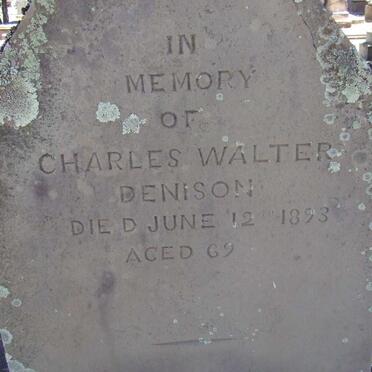 IN
MEMORY
OF
CHARLES WALTER
DENISON
DIED JUNE 12 1893
AGED 69